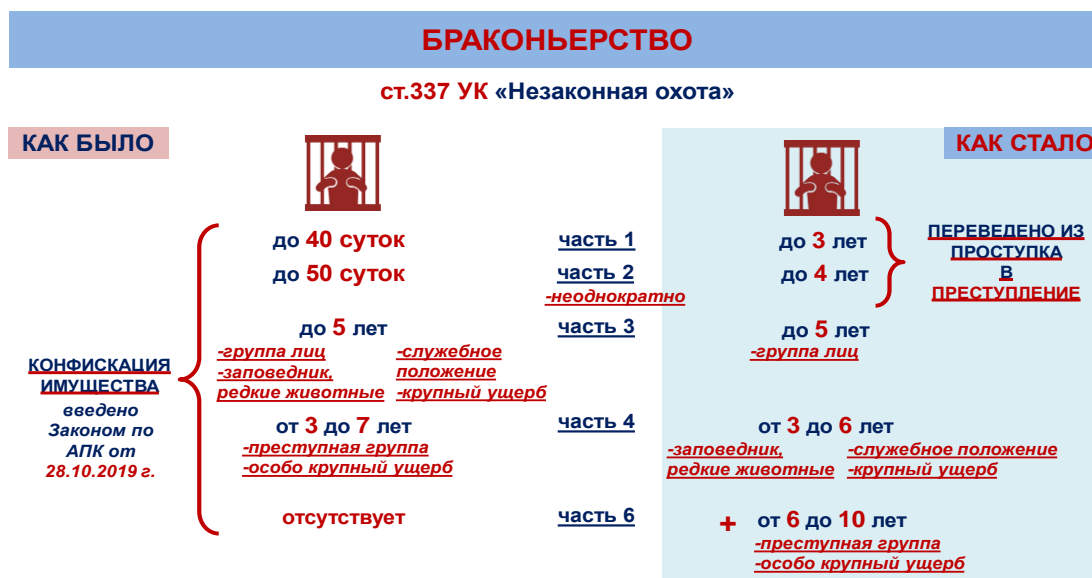 БРАКОНЬЕРСТВО
ст.337 УК «Незаконная охота»
КАК БЫЛО
КАК СТАЛО
до 40 суток
часть 1
до 3 лет
до 50 суток
часть 2
-неоднократно
до 4 лет
ПЕРЕВЕДЕНО ИЗ
ПРОСТУПКА
В
ПРЕСТУПЛЕНИЕ
до 5 лет
часть 3
до 5 лет
-группа лиц
-заповедник,
редкие животные
-служебное
положение
-крупный ущерб
-группа лиц
КОНФИСКАЦИЯ
ИМУЩЕСТВА
введено
Законом по
АПК от
28.10.2019 г.
от 3 до 7 лет
часть 4
от 3 до 6 лет
-преступная группа
-особо крупный ущерб
-заповедник,
редкие животные
-служебное положение
-крупный ущерб
отсутствует
часть 6
+ от 6 до 10 лет
-преступная группа
-особо крупный ущерб